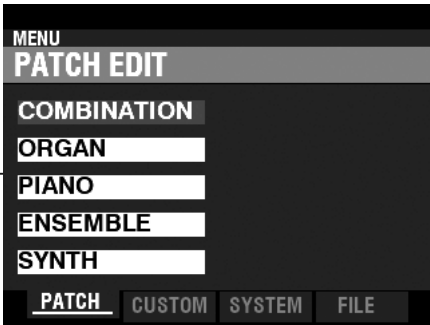 MENU
PATCH EDIT
COMBINATION
ORGAN
PIANO
ENSEMBLE
SYNTH
PATCH CUSTOM SYSTEM FILE